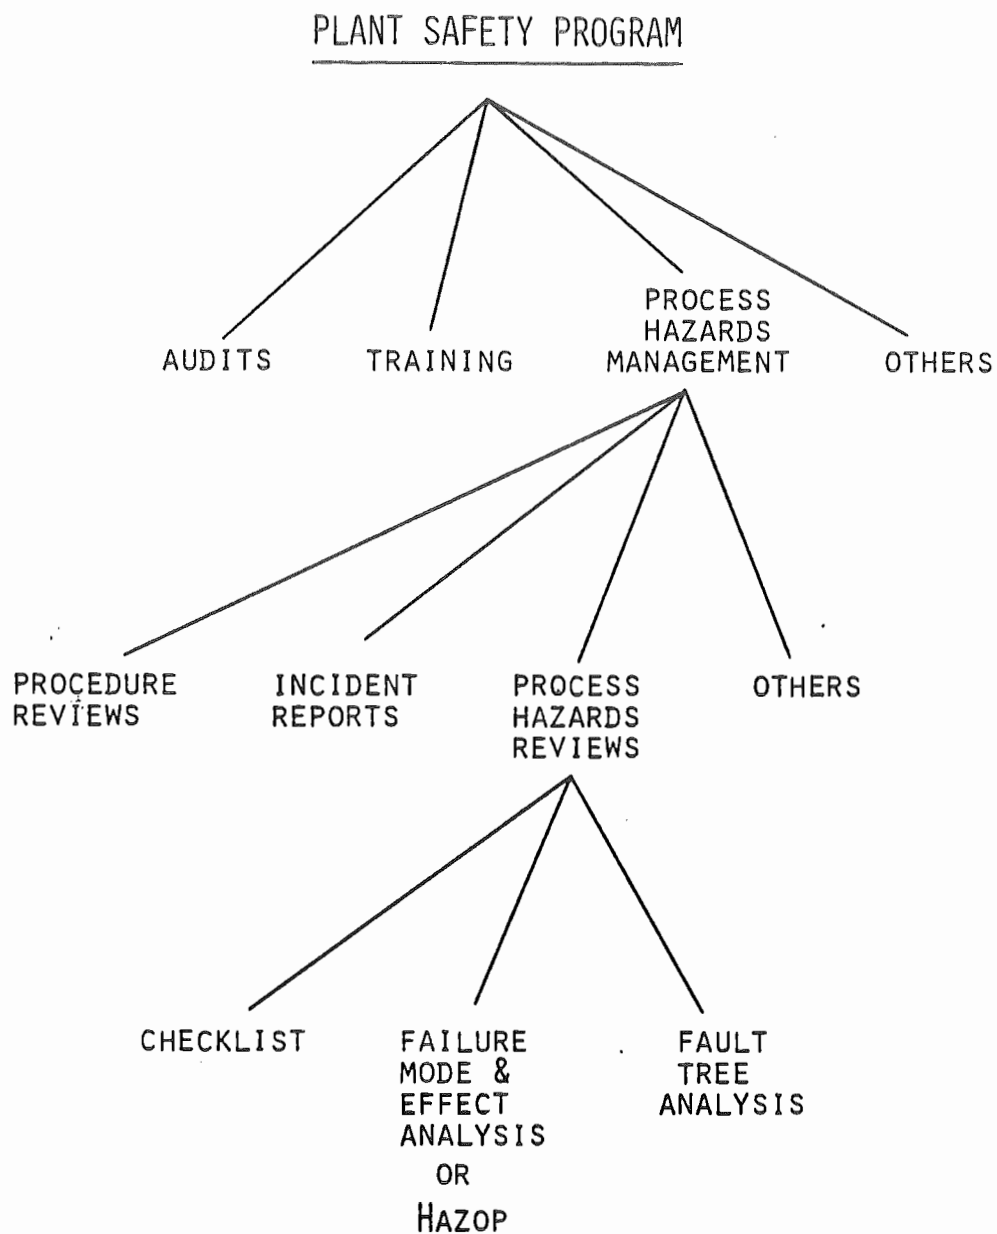 PLANT SAFETY PROGRAM
PROCESS
HAZARDS
MANAGEMENT
AUDITS
TRAINING
OTHERS
PROCEDURE
REVIEWS
INCIDENT
REPORTS
PROCESS
HAZARDS
REVIEWS
OTHERS
CHECKLIST
FAILURE
MODE &
EFFECT
ANALYSIS
OR
HAZOP
FAULT
TREE
ANALYSIS